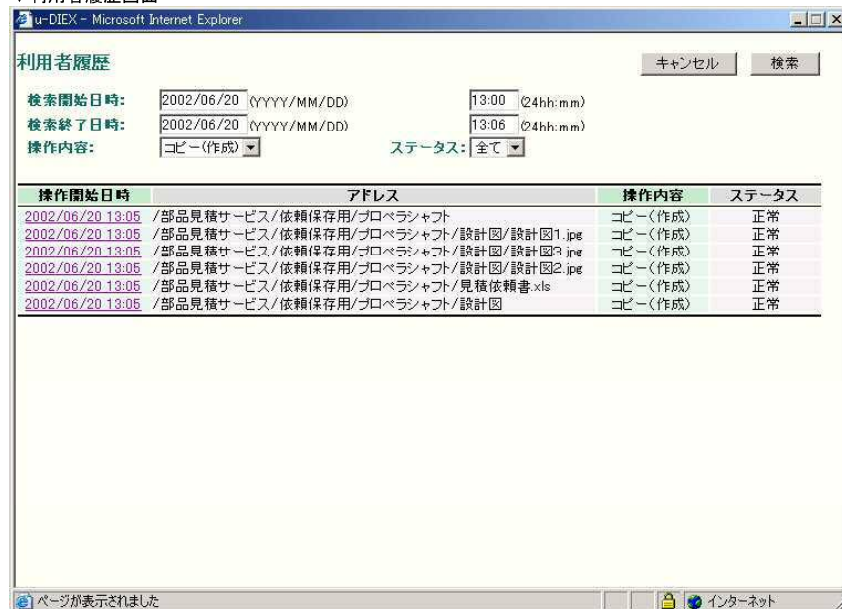 利用者履歴画面
u-DIEX - Microsoft Internet Explorer
利用者履歴 キャンセル 検索
検索開始日時: 2002/06/20 (YYYY/MM/DD) 13:00 (24hh:mm)
検索終了日時: 2002/06/20 (YYYY/MM/DD) 13:06 (24hh:mm)
操作内容: コピー(作成) ステータス: 全て
操作開始日時 アドレス 操作内容 ステータス
2002/06/20 13:05 /部品見積サービス/依頼保存用/プロペラシャフト コピー(作成) 正常
2002/06/20 13:05 /部品見積サービス/依頼保存用/プロペラシャフト/設計図/設計図1.jpg コピー(作成) 正常
2002/06/20 13:05 /部品見積サービス/依頼保存用/プロペラシャフト/設計図/設計図3.jpg コピー(作成) 正常
2002/06/20 13:05 /部品見積サービス/依頼保存用/プロペラシャフト/設計図/設計図2.jpg コピー(作成) 正常
2002/06/20 13:05 /部品見積サービス/依頼保存用/プロペラシャフト/見積依頼書.xls コピー(作成) 正常
2002/06/20 13:05 /部品見積サービス/依頼保存用/プロペラシャフト/設計図 コピー(作成) 正常
ページが表示されました インターネット